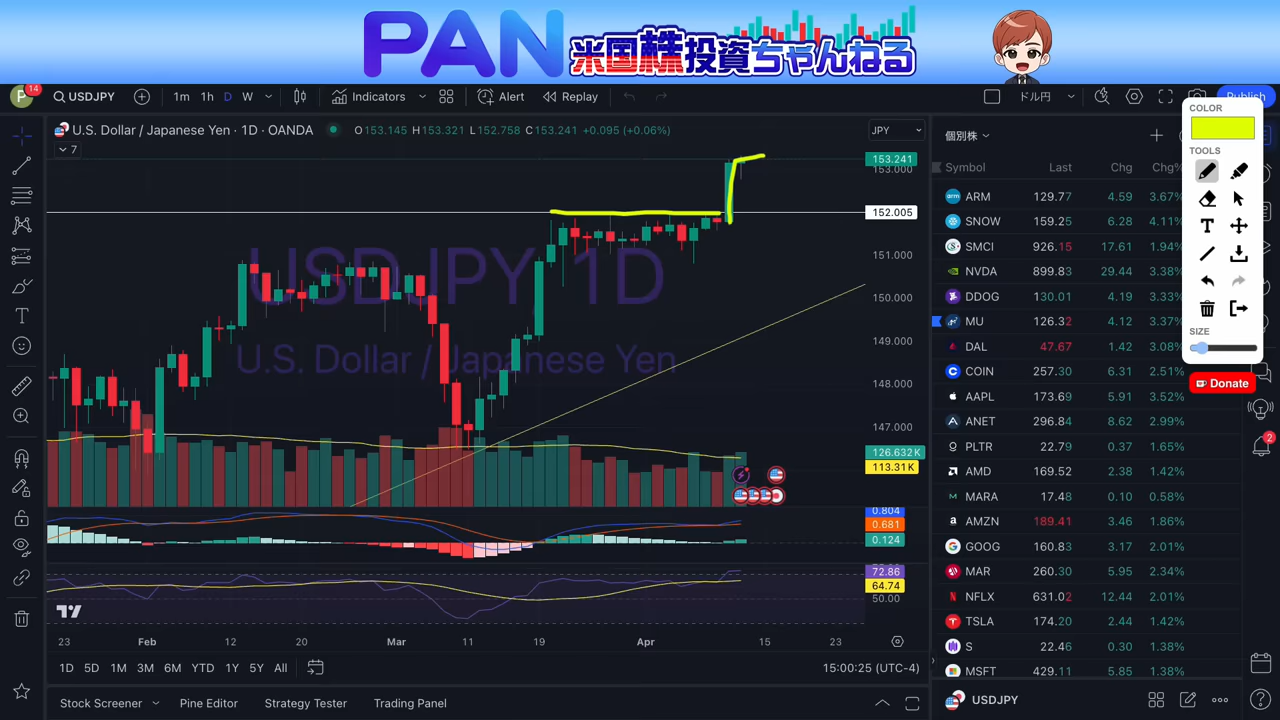 PAN 米国株投資ちゃんねる
P 14 USDJPY 1m 1h D W Indicators Alert Replay ドル円 Publish
U.S. Dollar / Japanese Yen · 1D · OANDA O153.145 H153.321 L152.758 C153.241 +0.095 (+0.06%) JPY
7
153.241
153.000
152.005
151.000
150.000
149.000
148.000
147.000
126.632K
113.31K
USDJPY 1D
U.S. Dollar / Japanese Yen
0.804
0.681
0.124
72.86
64.74
50.00
23 Feb 12 20 Mar 11 19 Apr 15 23
1D 5D 1M 3M 6M YTD 1Y 5Y All 15:00:25 (UTC-4)
Stock Screener Pine Editor Strategy Tester Trading Panel
個別株
Symbol Last Chg Chg%
ARM 129.77 4.59 3.67%
SNOW 159.25 6.28 4.11%
SMCI 926.15 17.61 1.94%
NVDA 899.83 29.44 3.38%
DDOG 130.01 4.19 3.33%
MU 126.32 4.12 3.37%
DAL 47.67 1.42 3.08%
COIN 257.30 6.31 2.51%
AAPL 173.69 5.91 3.52%
ANET 296.84 8.62 2.99%
PLTR 22.79 0.37 1.65%
AMD 169.52 2.38 1.42%
MARA 17.48 0.10 0.58%
AMZN 189.41 3.46 1.86%
GOOG 160.83 3.17 2.01%
MAR 260.30 5.95 2.34%
NFLX 631.02 12.44 2.01%
TSLA 174.20 2.44 1.42%
S 22.46 0.30 1.38%
MSFT 429.11 5.85 1.38%
USDJPY
COLOR
TOOLS
SIZE
Donate
2